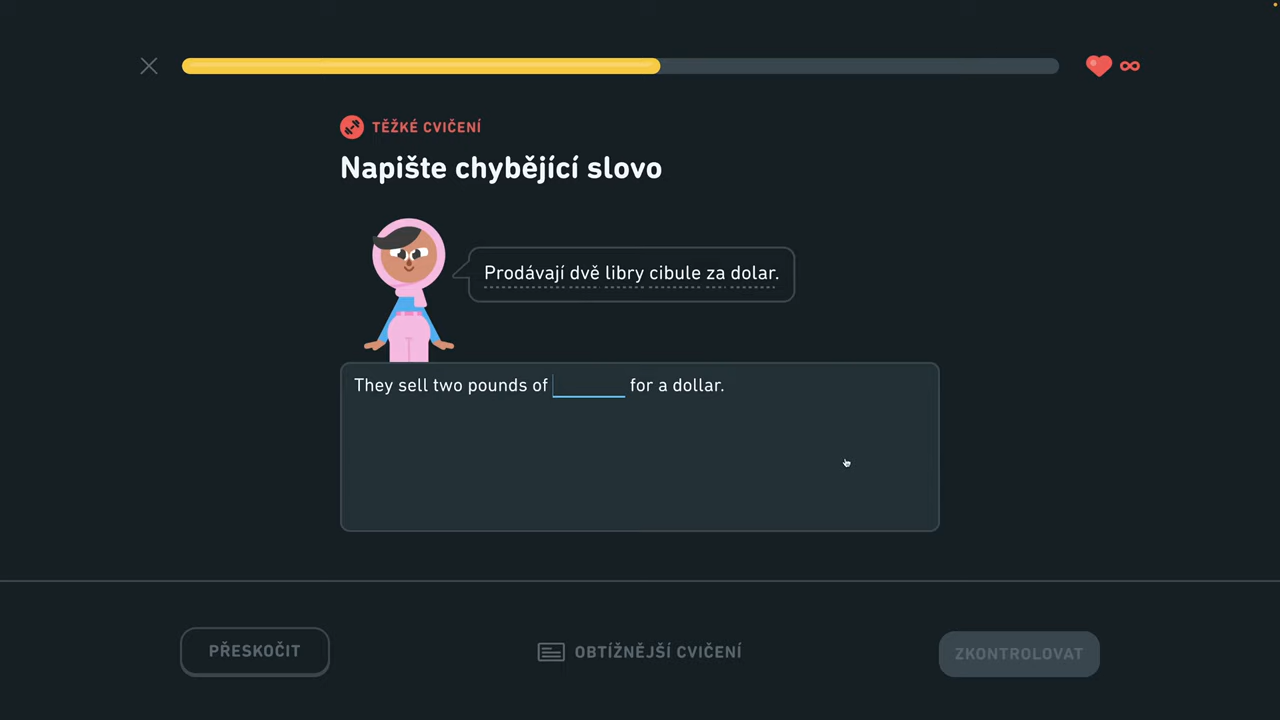 TĚŽKÉ CVIČENÍ
Napište chybějící slovo
Prodávají dvě libry cibule za dolar.
They sell two pounds of ______ for a dollar.
PŘESKOČIT
OBTÍŽNĚJŠÍ CVIČENÍ
ZKONTROLOVAT